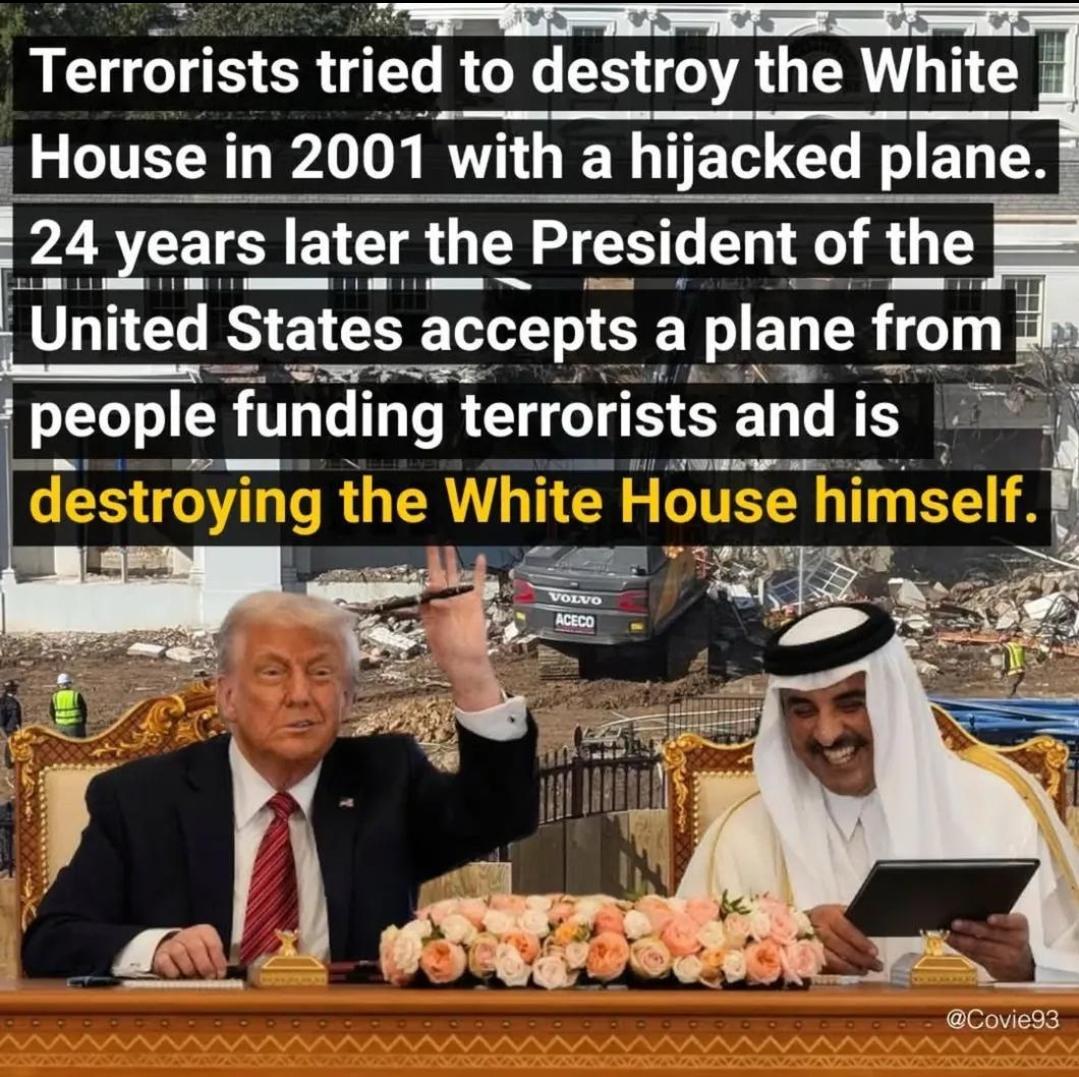 Terrorists tried to destroy the White
House in 2001 with a hijacked plane.
24 years later the President of the
United States accepts a plane from
people funding terrorists and is
destroying the White House himself.
VOLVO
ACECO
@Covie93